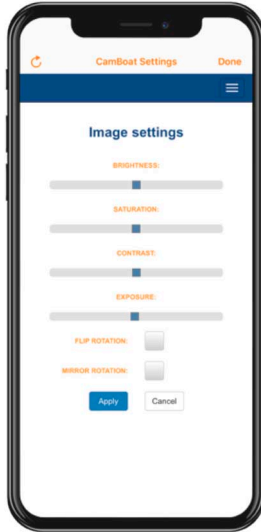 CamBoat Settings Done
Image settings
BRIGHTNESS:
SATURATION:
CONTRAST:
EXPOSURE:
FLIP ROTATION:
MIRROR ROTATION:
Apply Cancel